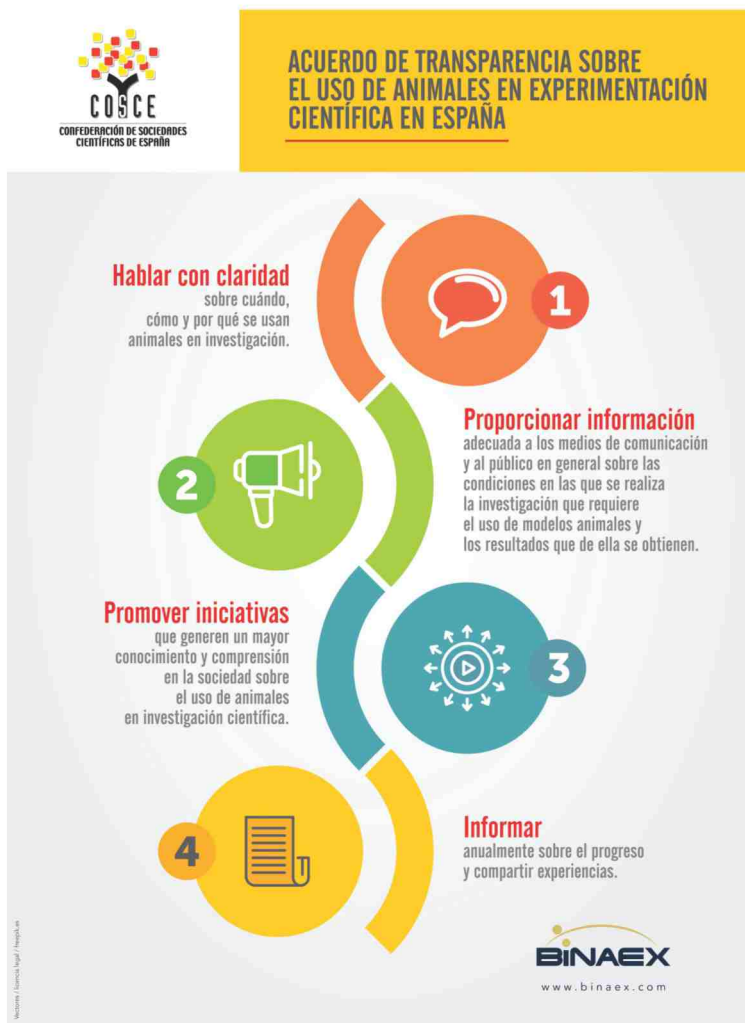 COSCE
CONFEDERACIÓN DE SOCIEDADES
CIENTÍFICAS DE ESPAÑA
ACUERDO DE TRANSPARENCIA SOBRE
EL USO DE ANIMALES EN EXPERIMENTACIÓN
CIENTÍFICA EN ESPAÑA
Hablar con claridad
sobre cuándo,
cómo y por qué se usan
animales en investigación.
1
2
Proporcionar información
adecuada a los medios de comunicación
y al público en general sobre las
condiciones en las que se realiza
la investigación que requiere
el uso de modelos animales y
los resultados que de ella se obtienen.
Promover iniciativas
que generen un mayor
conocimiento y comprensión
en la sociedad sobre
el uso de animales
en investigación científica.
3
4
Informar
anualmente sobre el progreso
y compartir experiencias.
BINAEX
www.binaex.com
Vectores / licencia legal / freepik.es